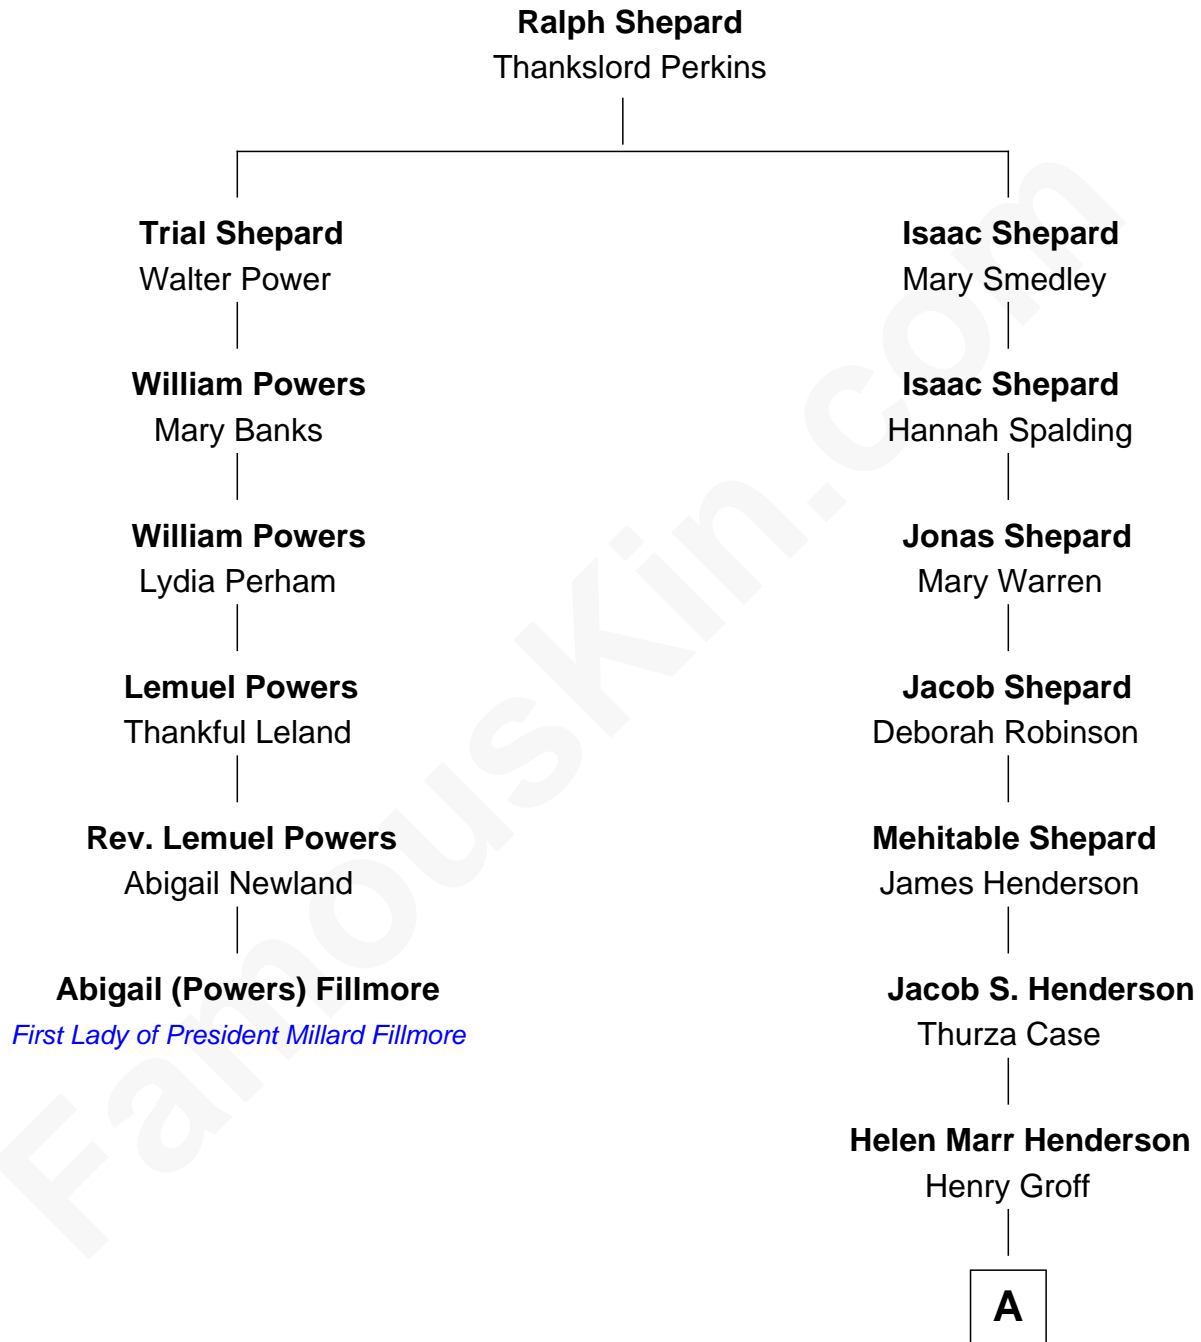 Ralph Shepard
Thankslord Perkins
Trial Shepard
Walter Power
Isaac Shepard
Mary Smedley
William Powers
Mary Banks
Isaac Shepard
Hannah Spalding
William Powers
Lydia Perham
Jonas Shepard
Mary Warren
Lemuel Powers
Thankful Leland
Jacob Shepard
Deborah Robinson
Rev. Lemuel Powers
Abigail Newland
Mehitable Shepard
James Henderson
Abigail (Powers) Fillmore
First Lady of President Millard Fillmore
Jacob S. Henderson
Thurza Case
Helen Marr Henderson
Henry Groff
A
FamousKin.com